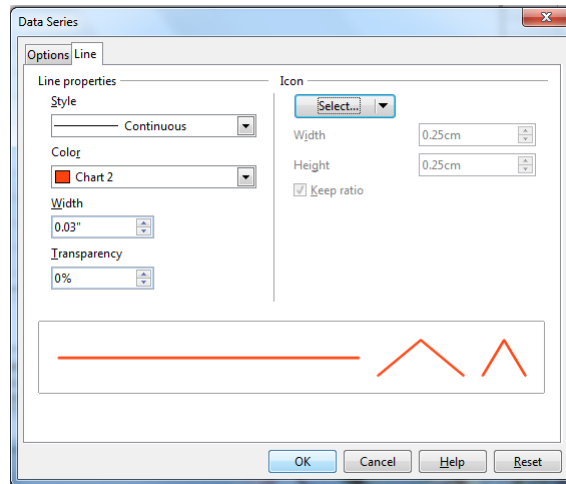 Data Series
Options Line
Line properties
Style
Continuous
Color
Chart 2
Width
0.03"
Transparency
0%
Icon
Select...
Width 0.25cm
Height 0.25cm
Keep ratio
OK Cancel Help Reset